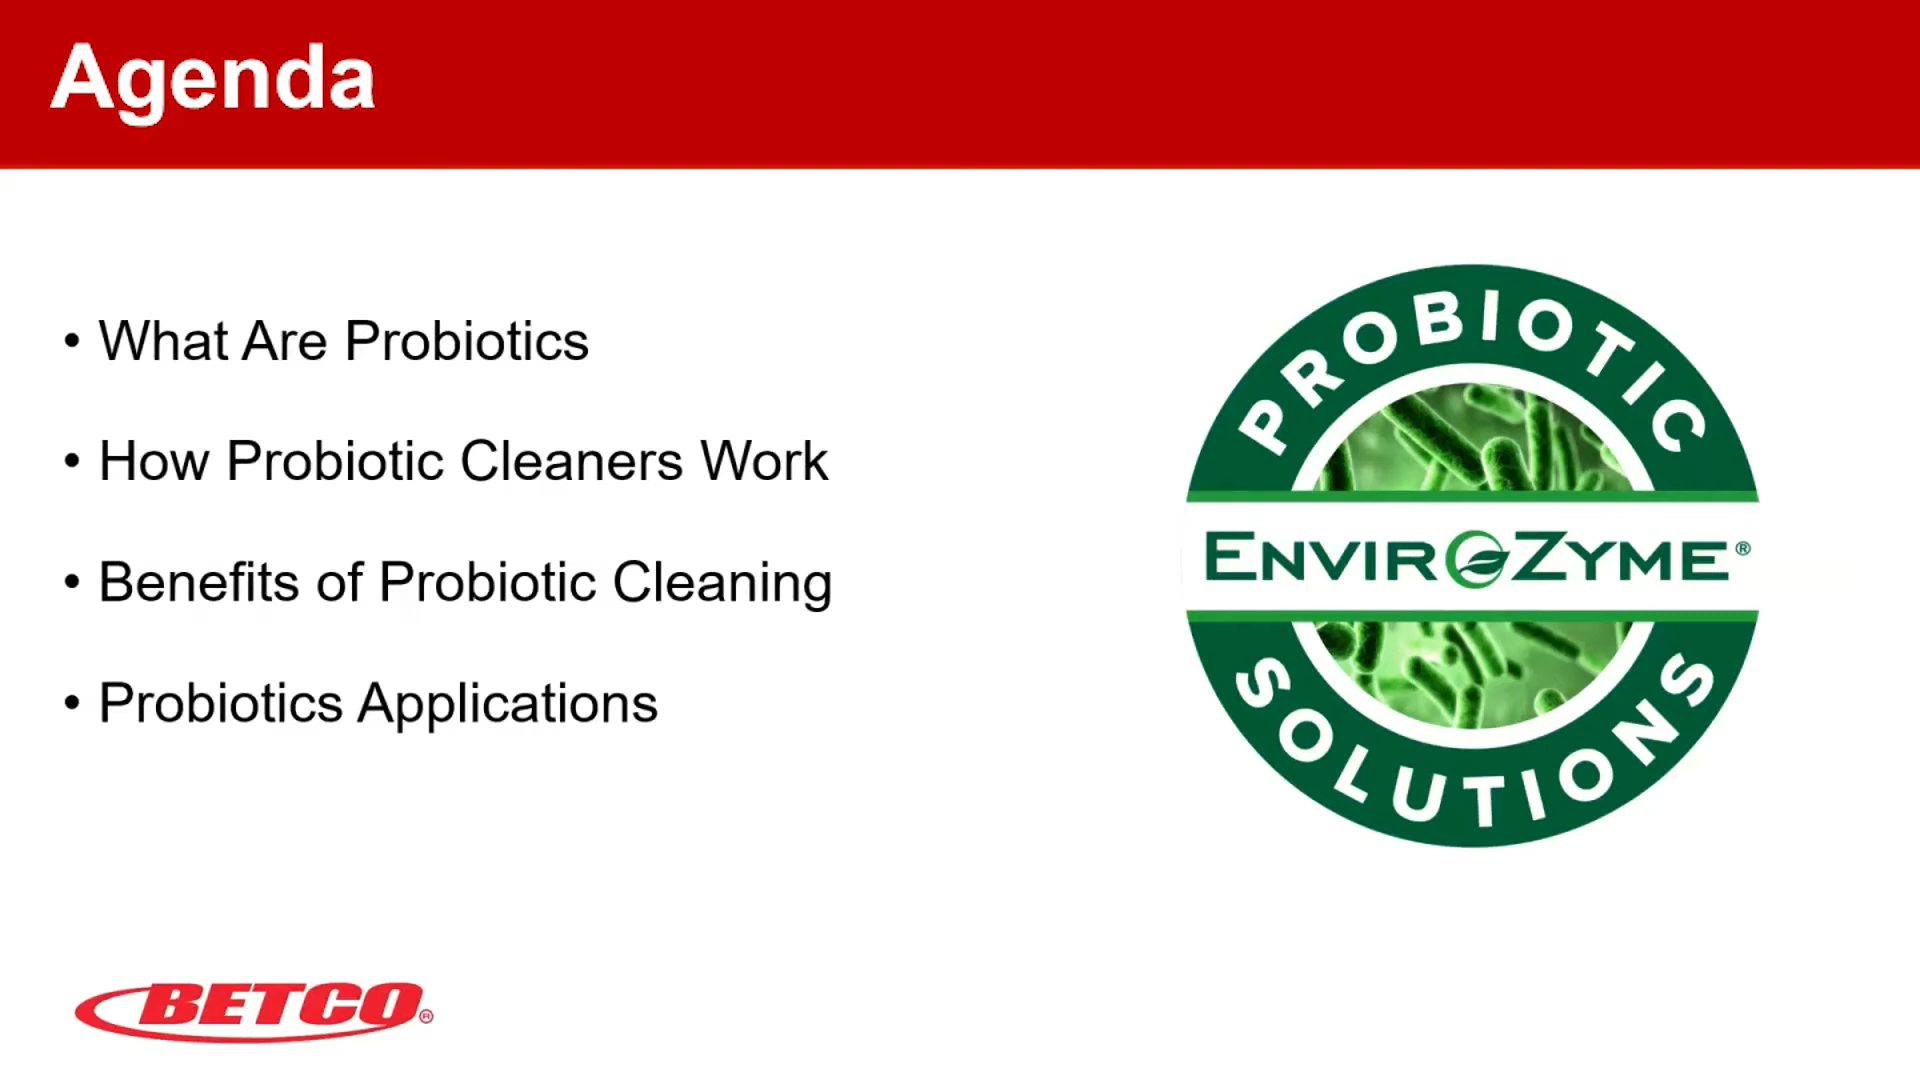 Agenda
• What Are Probiotics
• How Probiotic Cleaners Work
• Benefits of Probiotic Cleaning
• Probiotics Applications
PROBIOTIC
ENVIROZYME®
SOLUTIONS
BETCO®